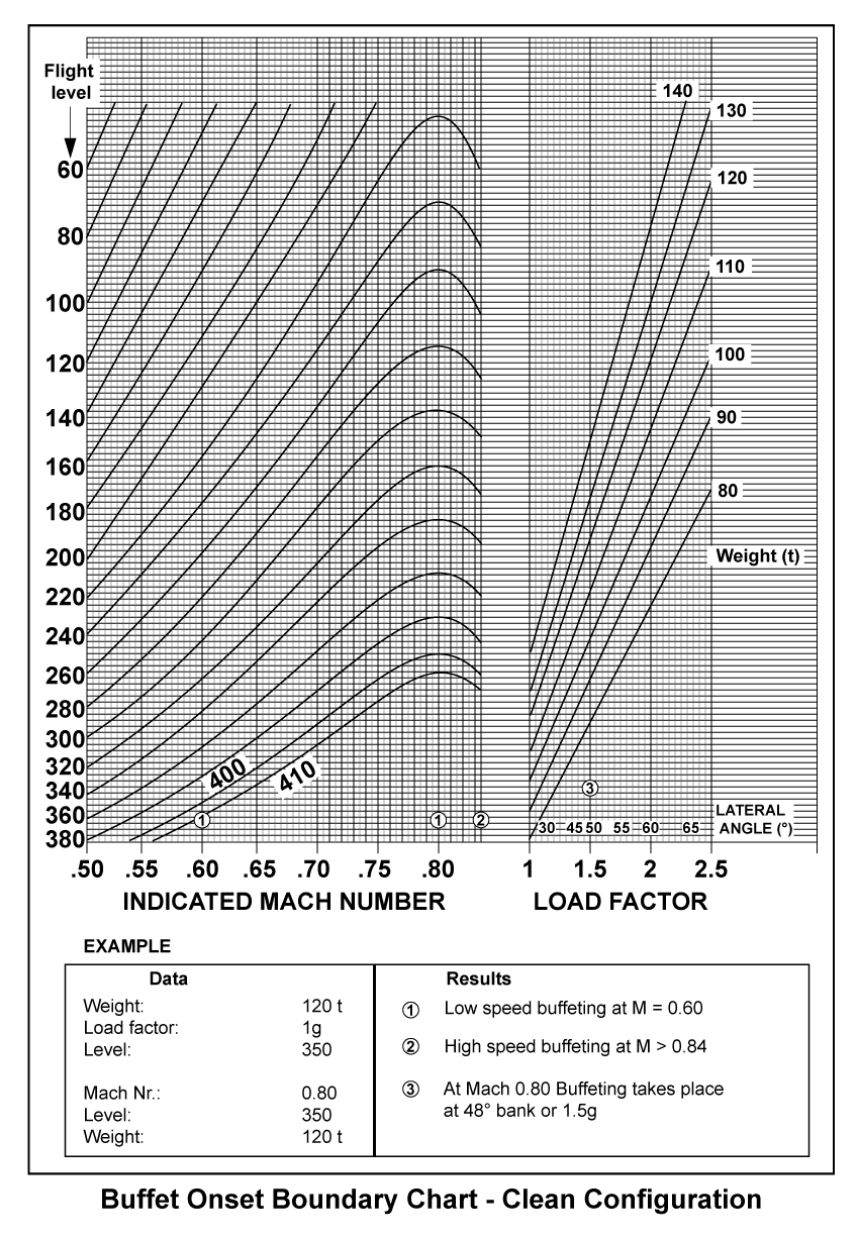 Flight
level
140
130
60
120
80
110
100
100
120
140
90
160
80
180
200
Weight (t)
220
240
260
280
300
320
400
410
340
③
360
① ① ②
LATERAL
380
30 45 50 55 60 65 ANGLE (°)
.50 .55 .60 .65 .70 .75 .80 1 1.5 2 2.5
INDICATED MACH NUMBER LOAD FACTOR
EXAMPLE
Data
Weight: 120 t
Load factor: 1g
Level: 350
Mach Nr.: 0.80
Level: 350
Weight: 120 t
Results
① Low speed buffeting at M = 0.60
② High speed buffeting at M > 0.84
③ At Mach 0.80 Buffeting takes place
at 48° bank or 1.5g
Buffet Onset Boundary Chart - Clean Configuration